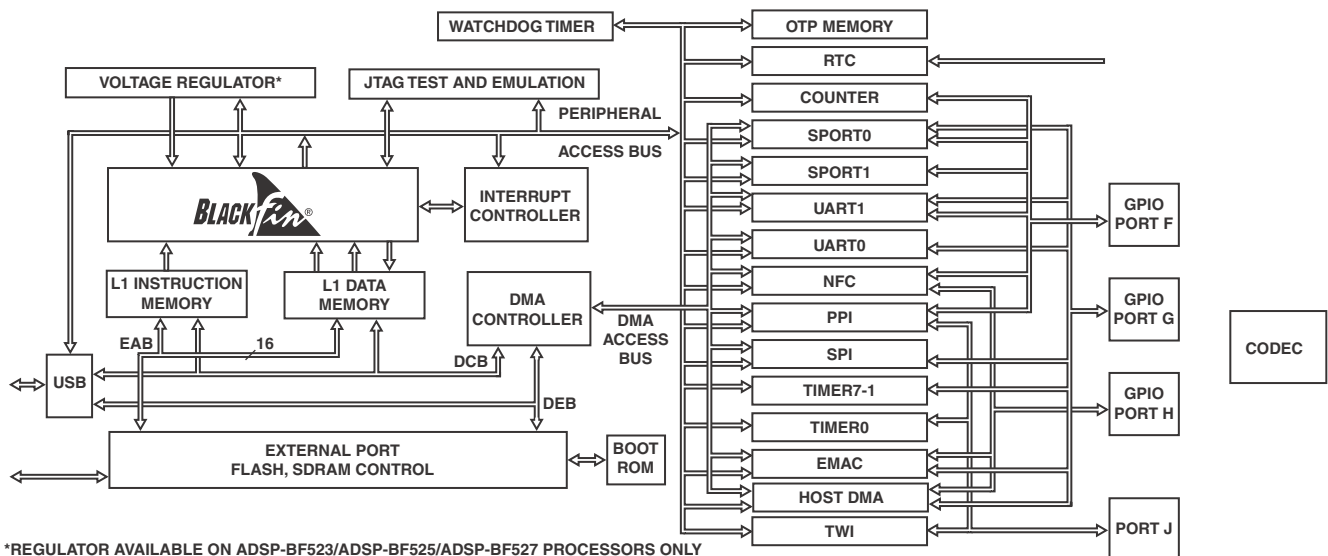 WATCHDOG TIMER
OTP MEMORY
RTC
VOLTAGE REGULATOR*
JTAG TEST AND EMULATION
COUNTER
PERIPHERAL
ACCESS BUS
SPORT0
SPORT1
BLACKfin®
INTERRUPT
CONTROLLER
UART1
GPIO
PORT F
UART0
L1 INSTRUCTION
MEMORY
L1 DATA
MEMORY
DMA
CONTROLLER
NFC
DMA
ACCESS
BUS
PPI
GPIO
PORT G
EAB
16
DCB
SPI
CODEC
USB
TIMER7-1
GPIO
PORT H
DEB
TIMER0
EXTERNAL PORT
FLASH, SDRAM CONTROL
BOOT
ROM
EMAC
HOST DMA
TWI
PORT J
*REGULATOR AVAILABLE ON ADSP-BF523/ADSP-BF525/ADSP-BF527 PROCESSORS ONLY